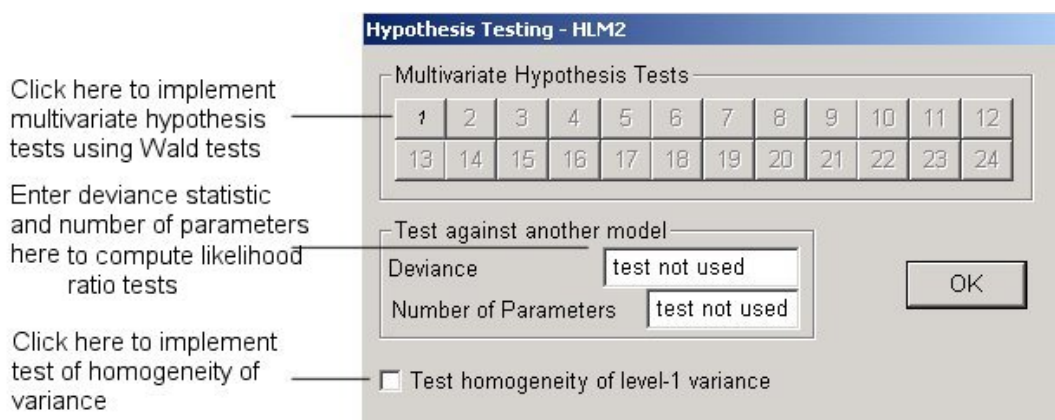 Hypothesis Testing - HLM2
Click here to implement
multivariate hypothesis
tests using Wald tests
Multivariate Hypothesis Tests
1 2 3 4 5 6 7 8 9 10 11 12
13 14 15 16 17 18 19 20 21 22 23 24
Enter deviance statistic
and number of parameters
here to compute likelihood
ratio tests
Test against another model
Deviance test not used
Number of Parameters test not used
OK
Click here to implement
test of homogeneity of
variance
Test homogeneity of level-1 variance